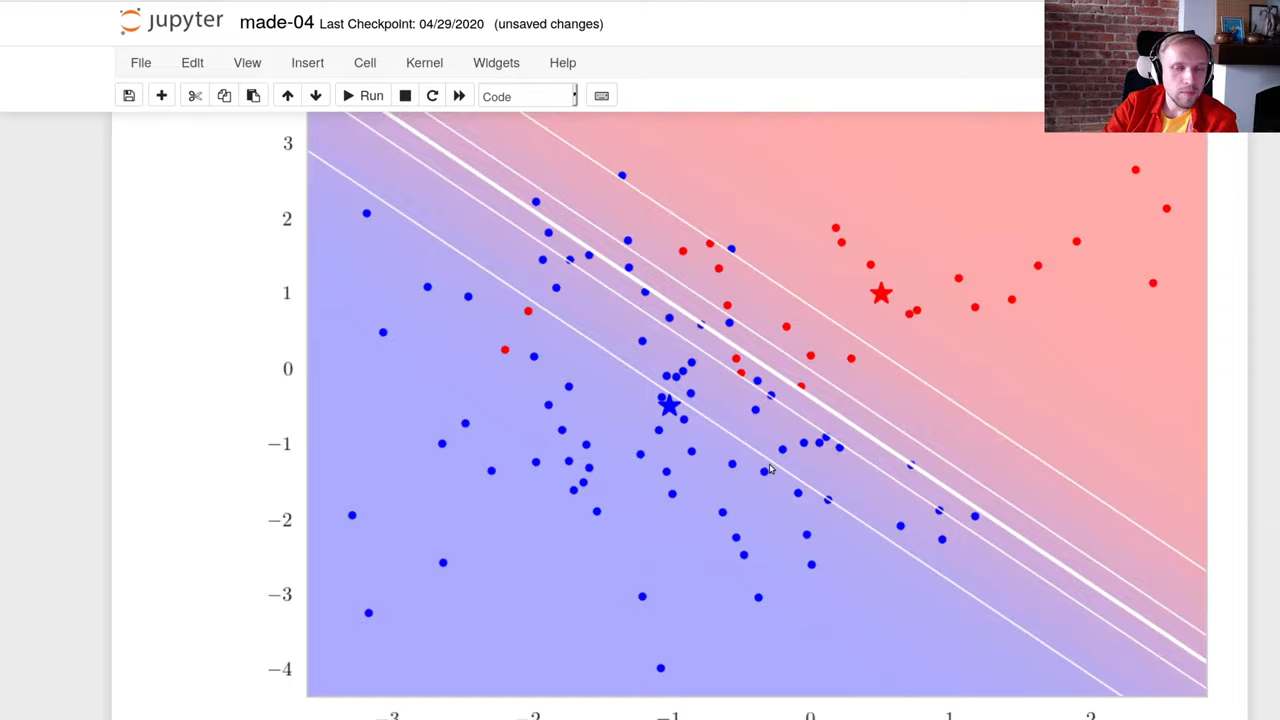 jupyter made-04 Last Checkpoint: 04/29/2020 (unsaved changes)
File Edit View Insert Cell Kernel Widgets Help
Run Code
3
2
1
0
−1
−2
−3
−4
−3 −2 −1 0 1 2